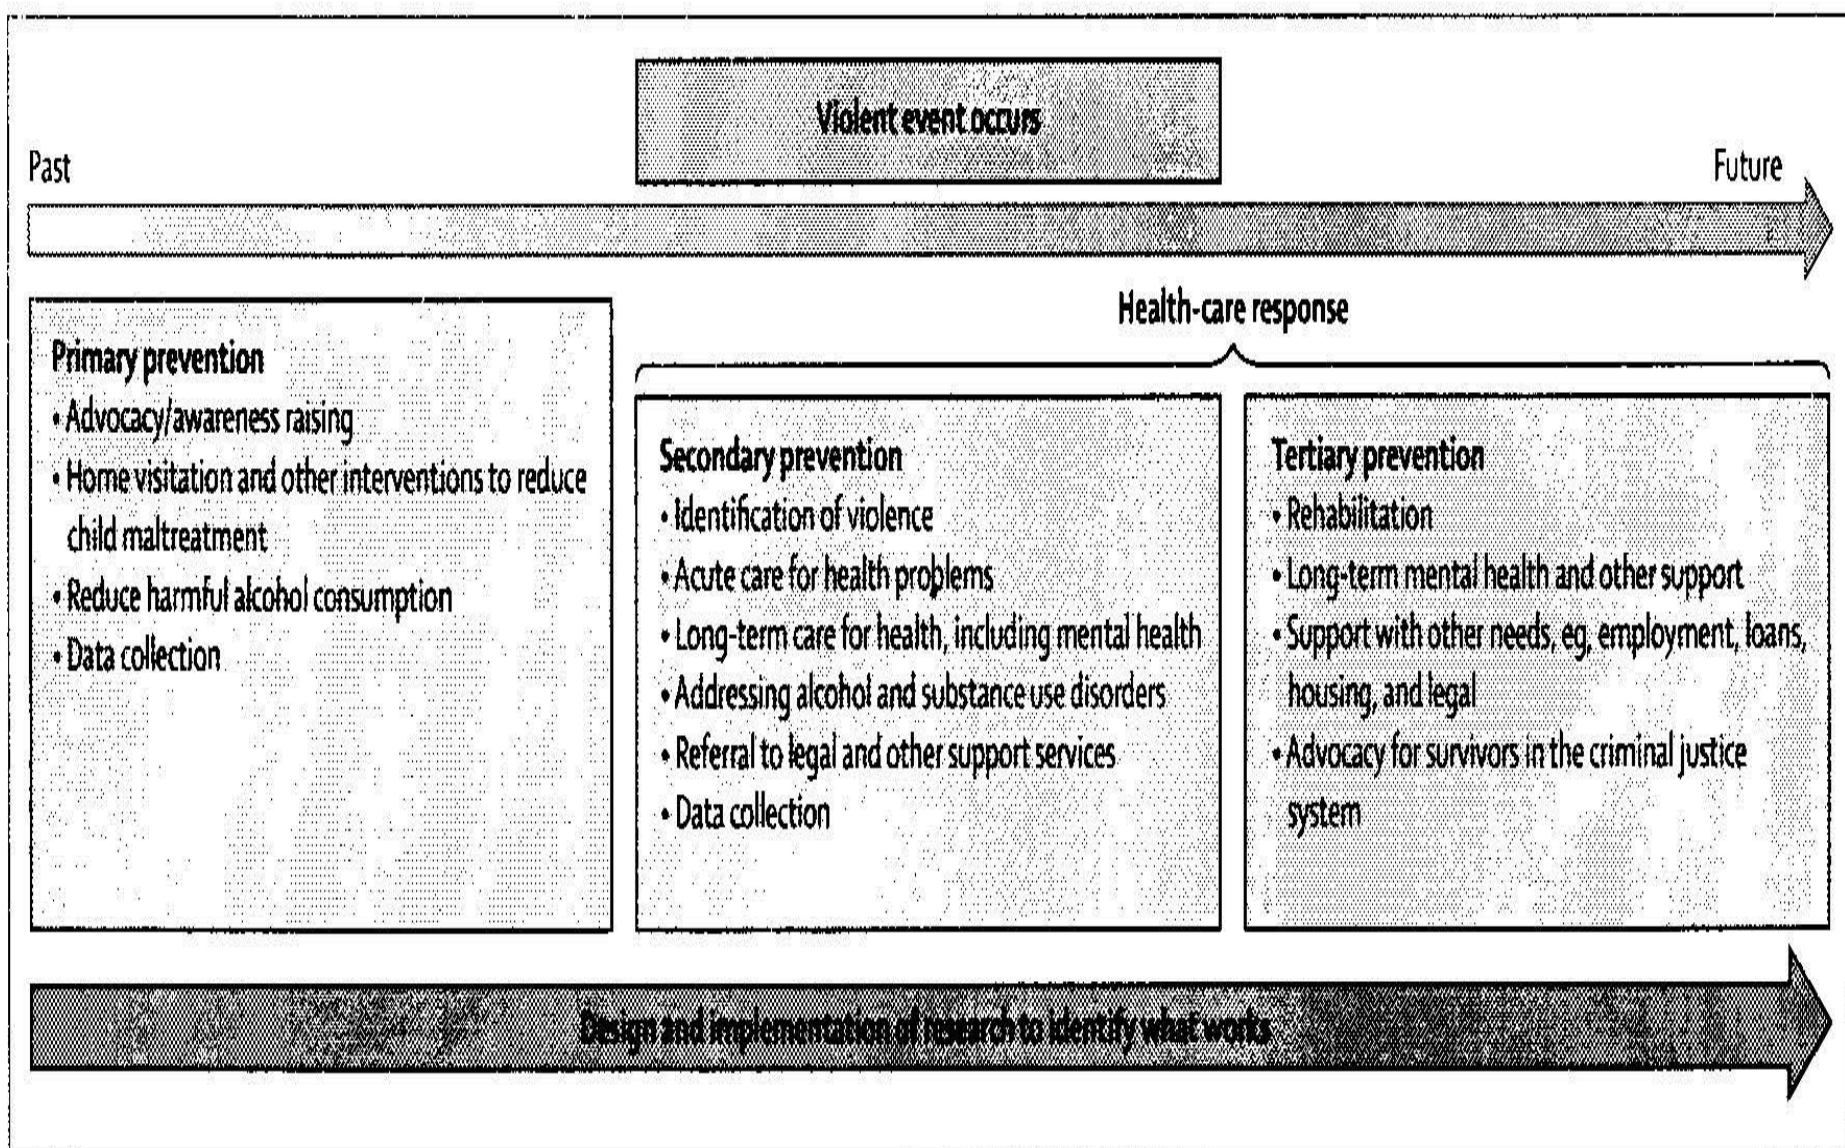 Violent event occurs
Past
Future
Health-care response
Primary prevention
• Advocacy/awareness raising
• Home visitation and other interventions to reduce
child maltreatment
• Reduce harmful alcohol consumption
• Data collection
Secondary prevention
• Identification of violence
• Acute care for health problems
• Long-term care for health, including mental health
• Addressing alcohol and substance use disorders
• Referral to legal and other support services
• Data collection
Tertiary prevention
• Rehabilitation
• Long-term mental health and other support
• Support with other needs, eg, employment, loans,
housing, and legal
• Advocacy for survivors in the criminal justice
system
Design and implementation of research to identify what works